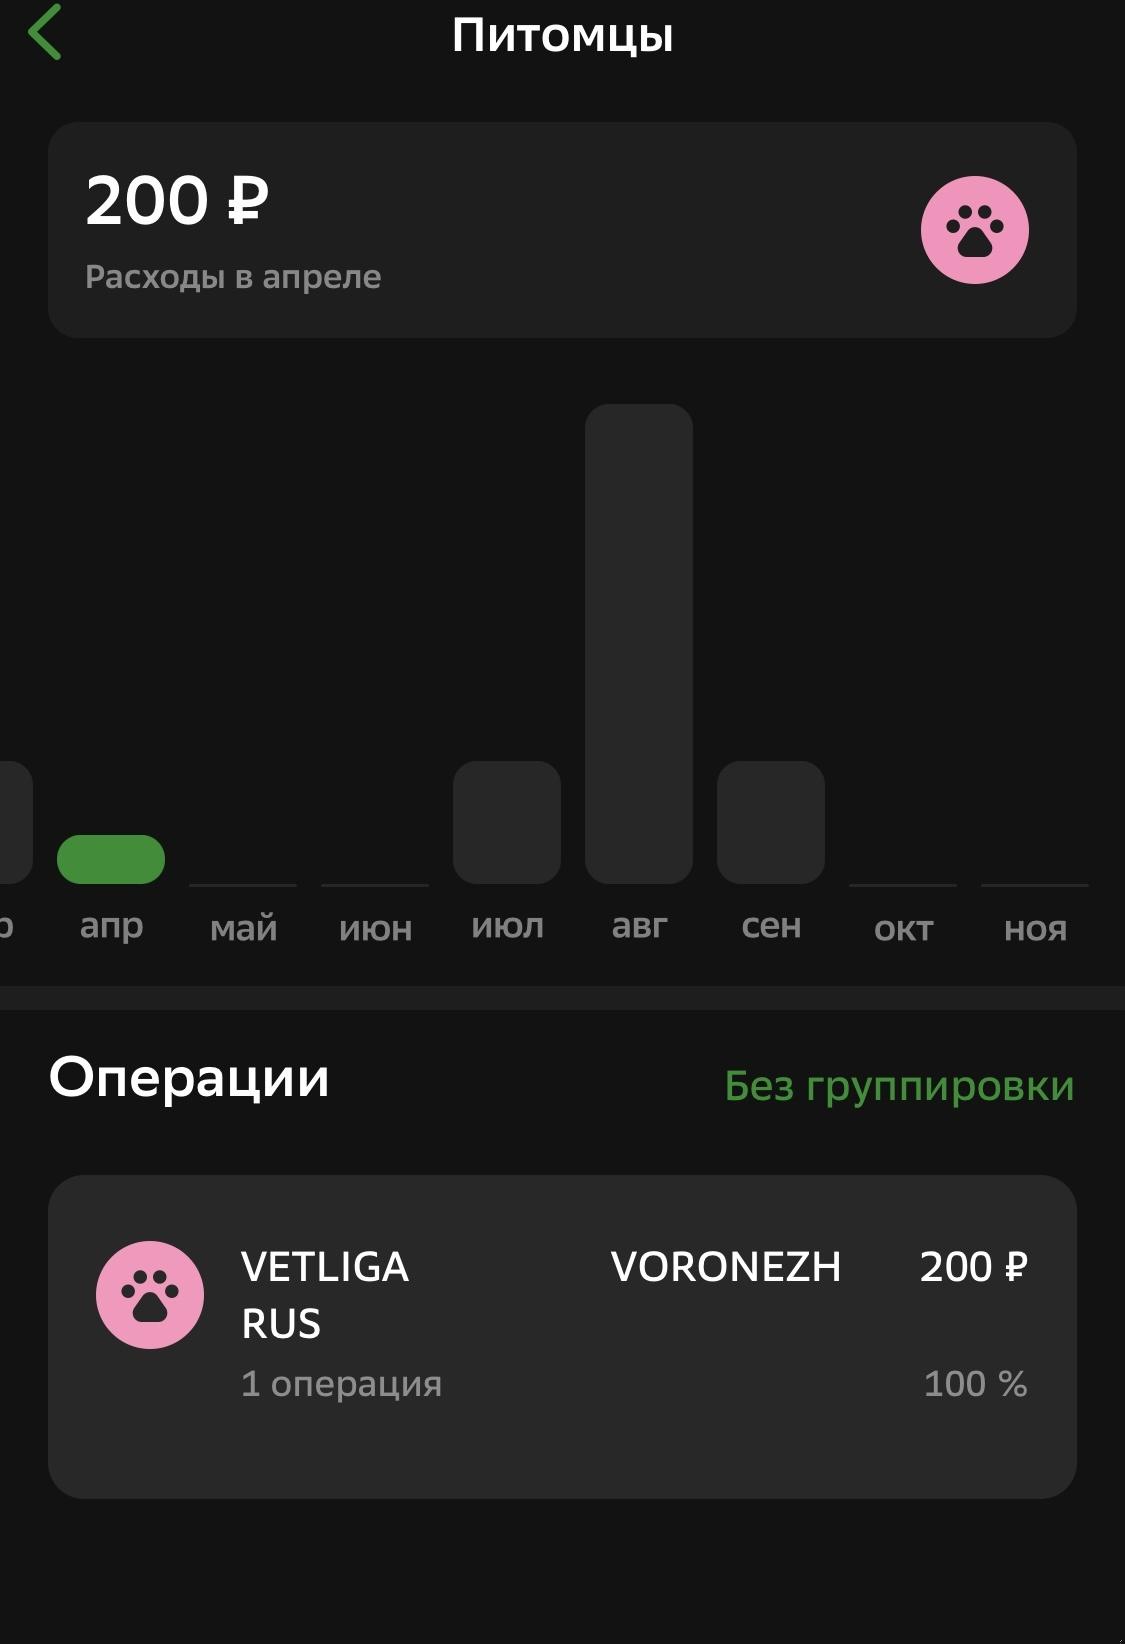 Питомцы
200 ₽
Расходы в апреле
р апр май июн июл авг сен окт ноя
Операции Без группировки
VETLIGA VORONEZH 200 ₽
RUS
1 операция 100 %